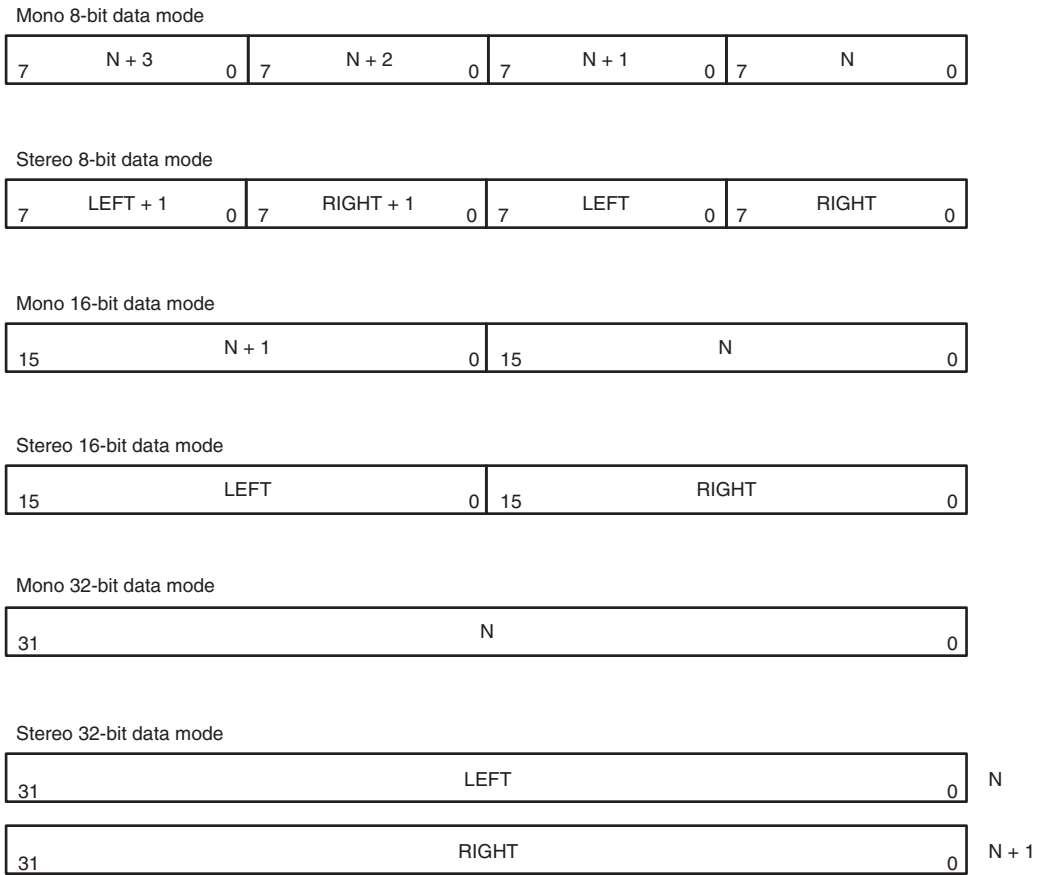 Mono 8-bit data mode
N + 3 N + 2 N + 1 N
7 0 7 0 7 0 7 0
Stereo 8-bit data mode
LEFT + 1 RIGHT + 1 LEFT RIGHT
7 0 7 0 7 0 7 0
Mono 16-bit data mode
N + 1 N
15 0 15 0
Stereo 16-bit data mode
LEFT RIGHT
15 0 15 0
Mono 32-bit data mode
N
31 0
Stereo 32-bit data mode
LEFT N
31 0
RIGHT N + 1
31 0